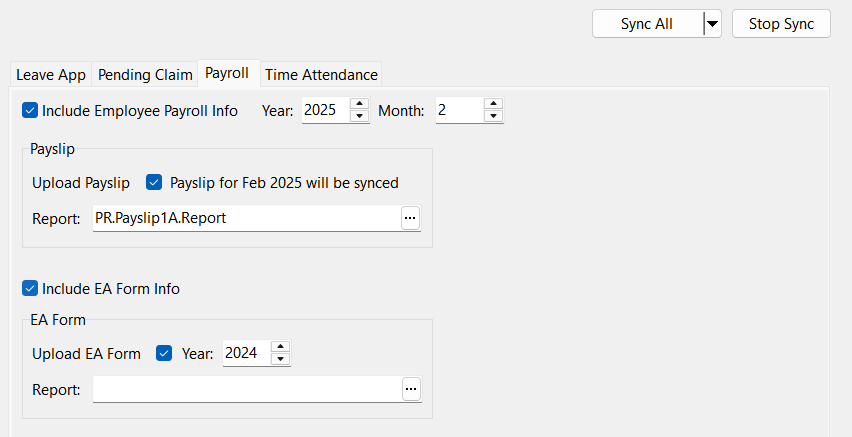 Sync All Stop Sync
Leave App Pending Claim Payroll Time Attendance
Include Employee Payroll Info Year: 2025 Month: 2
Payslip
Upload Payslip Payslip for Feb 2025 will be synced
Report: PR.Payslip1A.Report ...
Include EA Form Info
EA Form
Upload EA Form Year: 2024
Report: ...